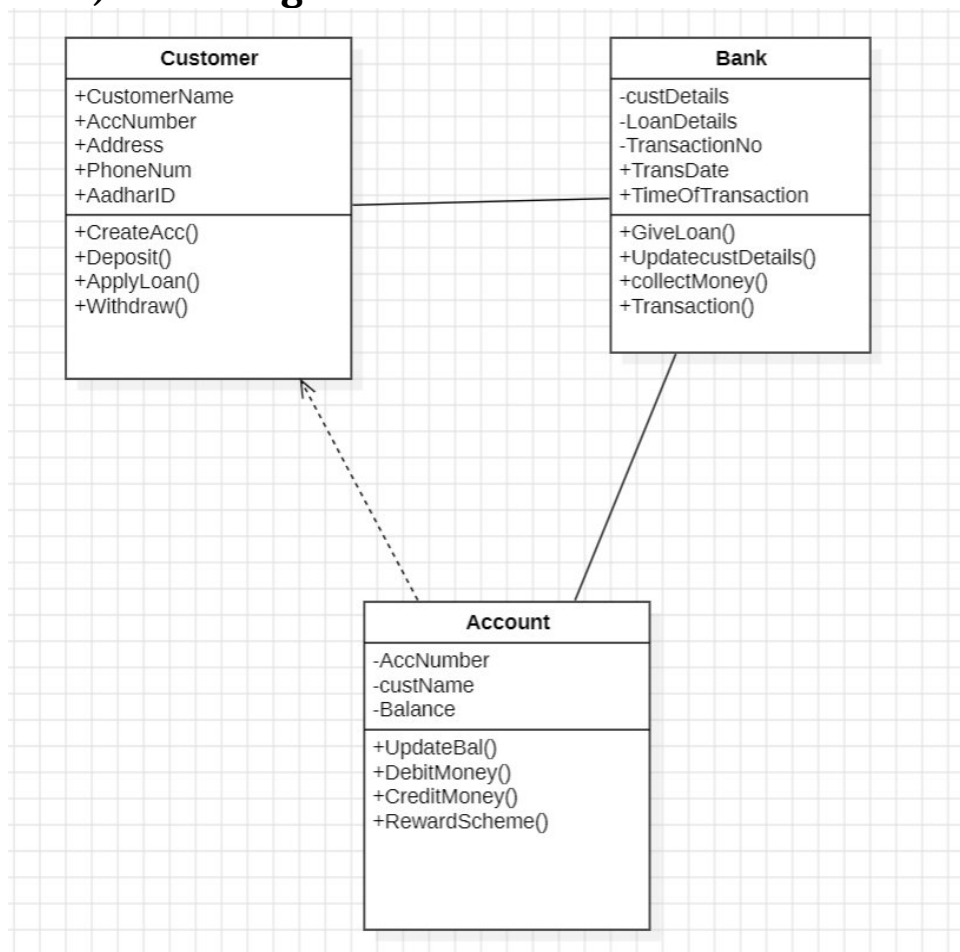 Customer
+CustomerName
+AccNumber
+Address
+PhoneNum
+AadharID
+CreateAcc()
+Deposit()
+ApplyLoan()
+Withdraw()
Bank
-custDetails
-LoanDetails
-TransactionNo
+TransDate
+TimeOfTransaction
+GiveLoan()
+UpdatecustDetails()
+collectMoney()
+Transaction()
Account
-AccNumber
-custName
-Balance
+UpdateBal()
+DebitMoney()
+CreditMoney()
+RewardScheme()